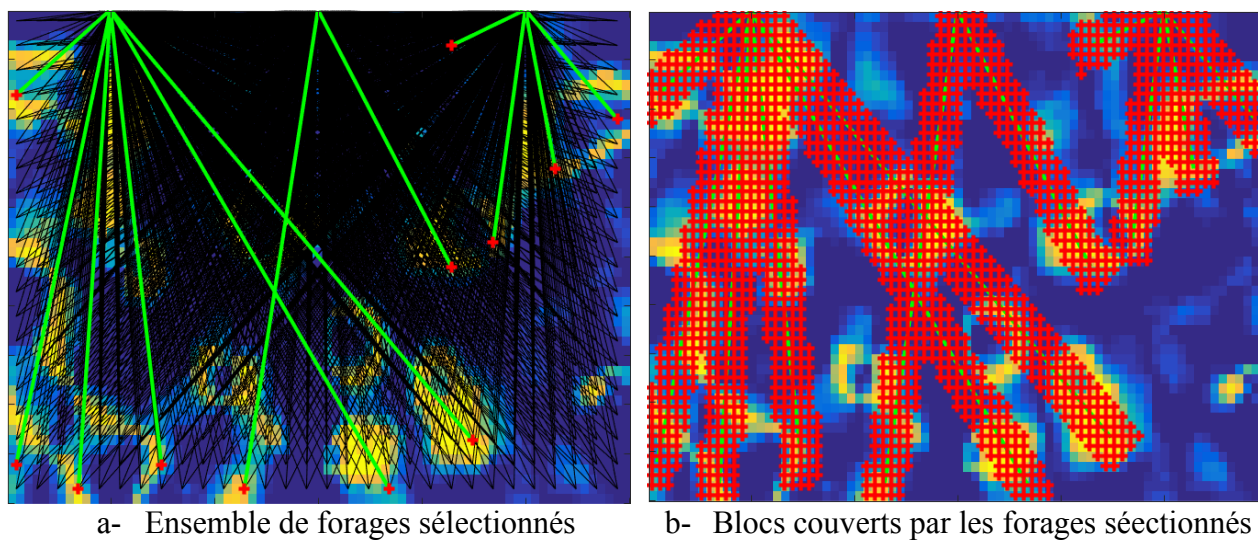 a- Ensemble de forages sélectionnés
b- Blocs couverts par les forages séectionnés